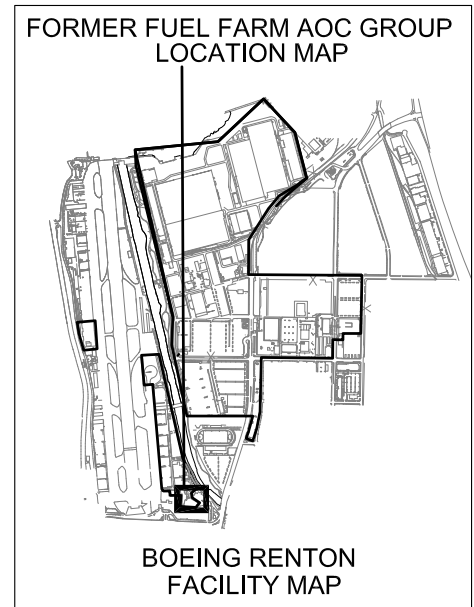 FORMER FUEL FARM AOC GROUP
LOCATION MAP
BOEING RENTON
FACILITY MAP